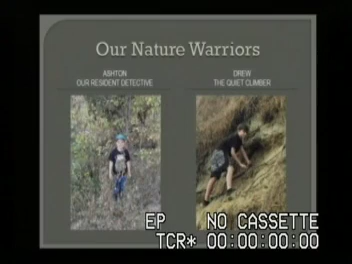 Our Nature Warriors
ASHTON
OUR RESIDENT DETECTIVE
DREW
THE QUIET CLIMBER
EP NO CASSETTE
TCR* 00:00:00:00